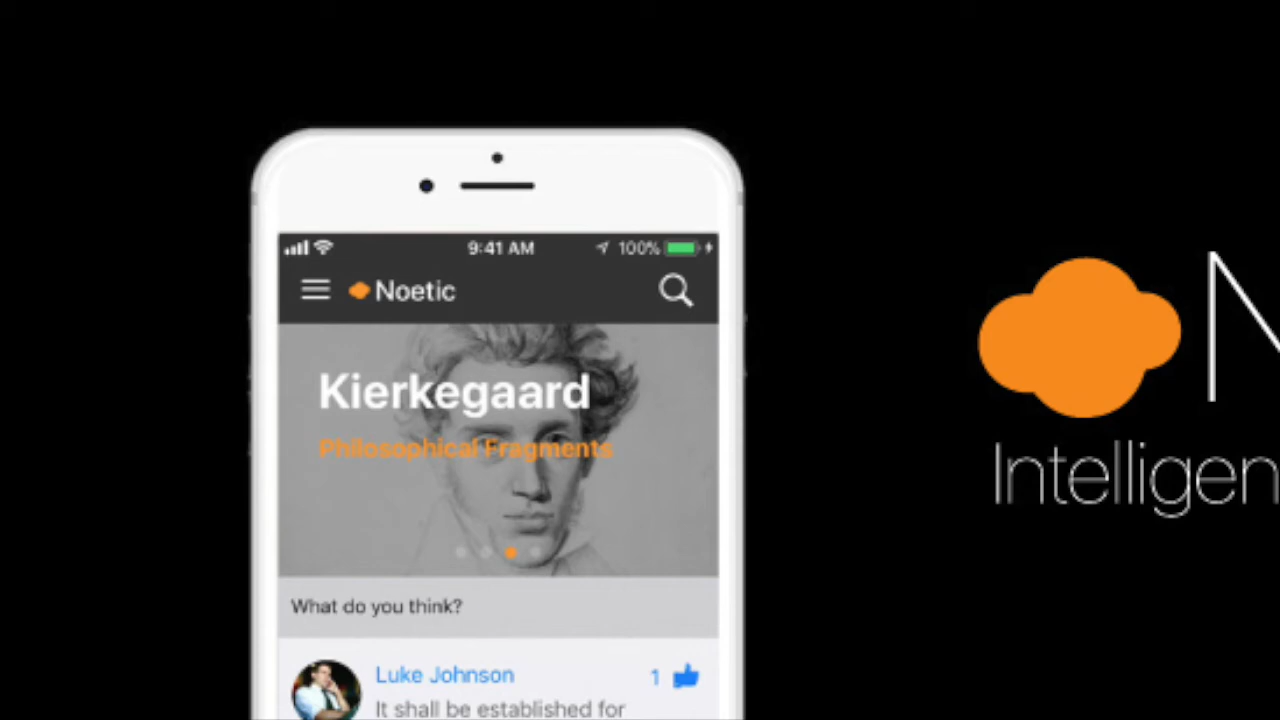 9:41 AM
100%
Noetic
Kierkegaard
Philosophical Fragments
What do you think?
Luke Johnson
1
It shall be established for
N
Intelligen